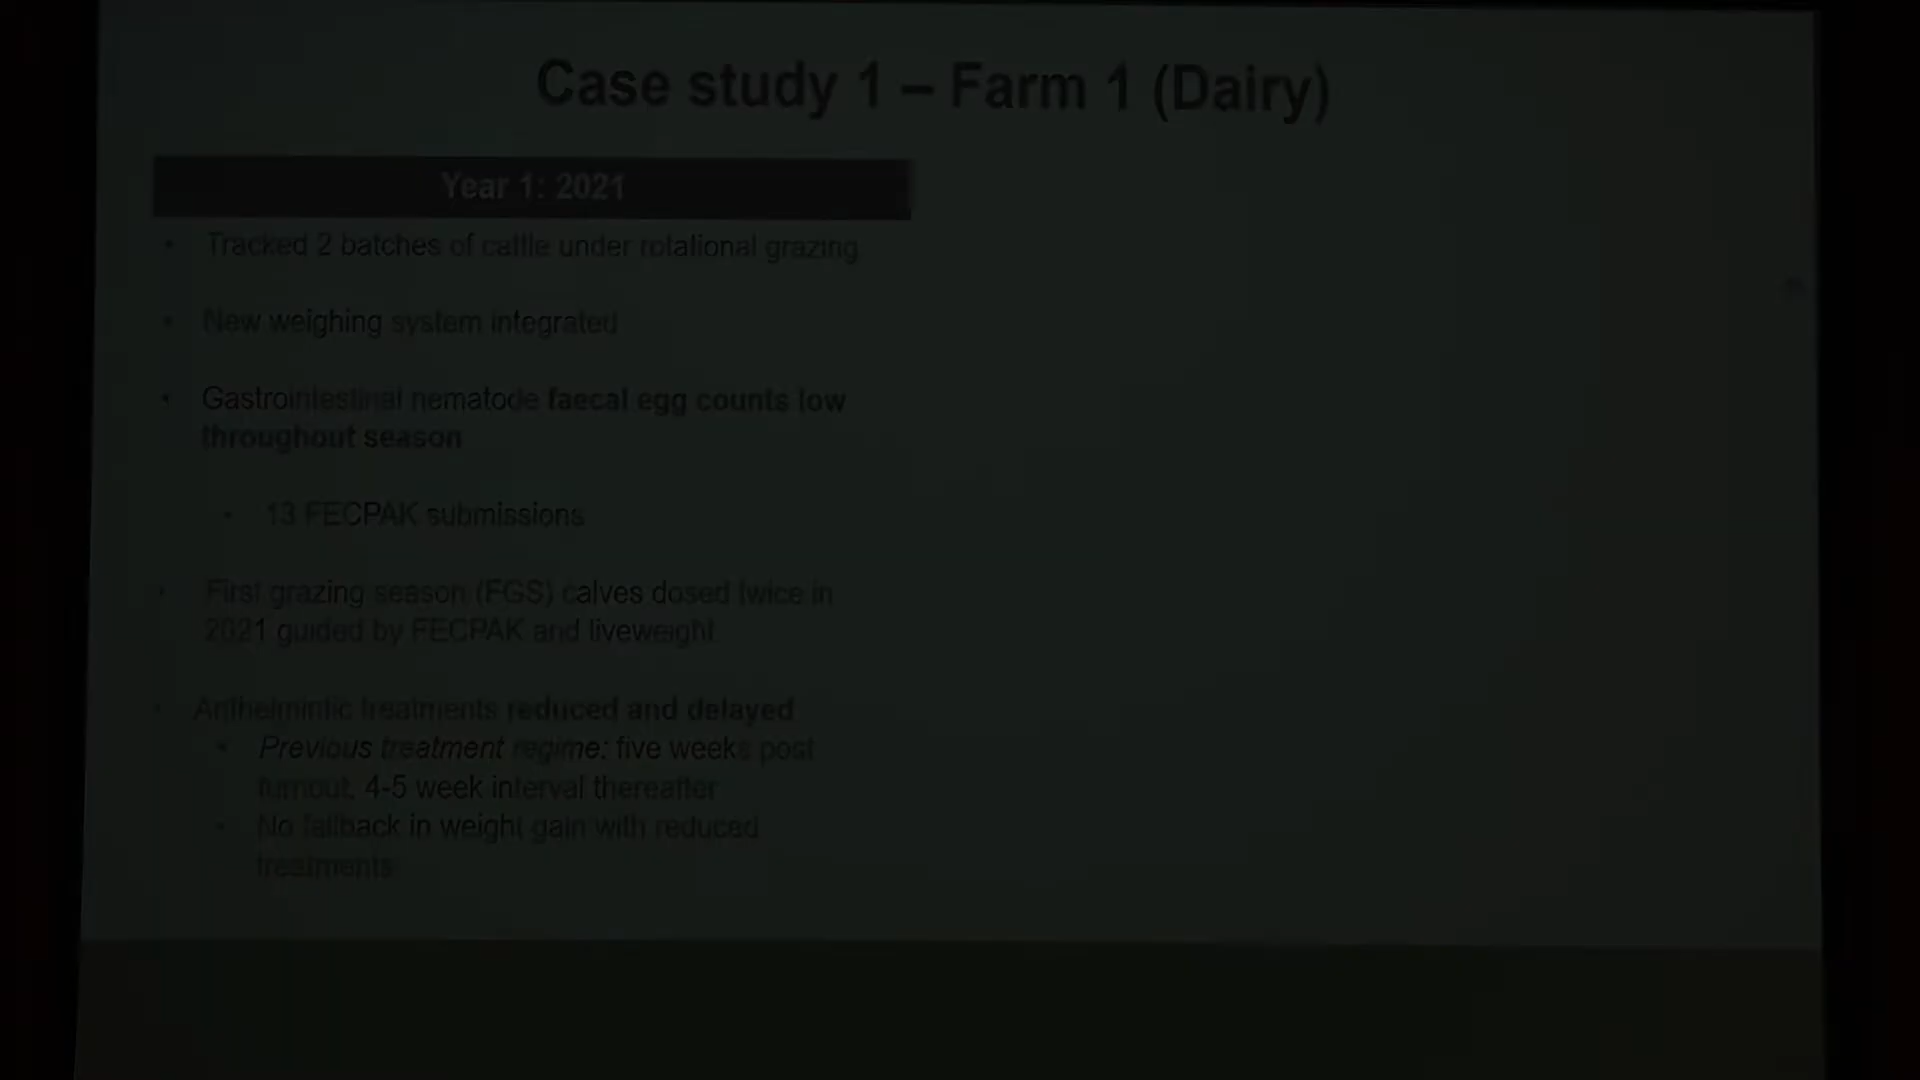 Case study 1 – Farm 1 (Dairy)
Year 1: 2021
• Tracked 2 batches of cattle under rotational grazing
• New weighing system integrated
• Gastrointestinal nematode faecal egg counts low
throughout season
• 13 FECPAK submissions
• First grazing season (FGS) calves dosed twice in
2021 guided by FECPAK and liveweight
• Anthelmintic treatments reduced and delayed
• Previous treatment regime: five weeks post
turnout, 4-5 week interval thereafter
• No fallback in weight gain with reduced
treatments